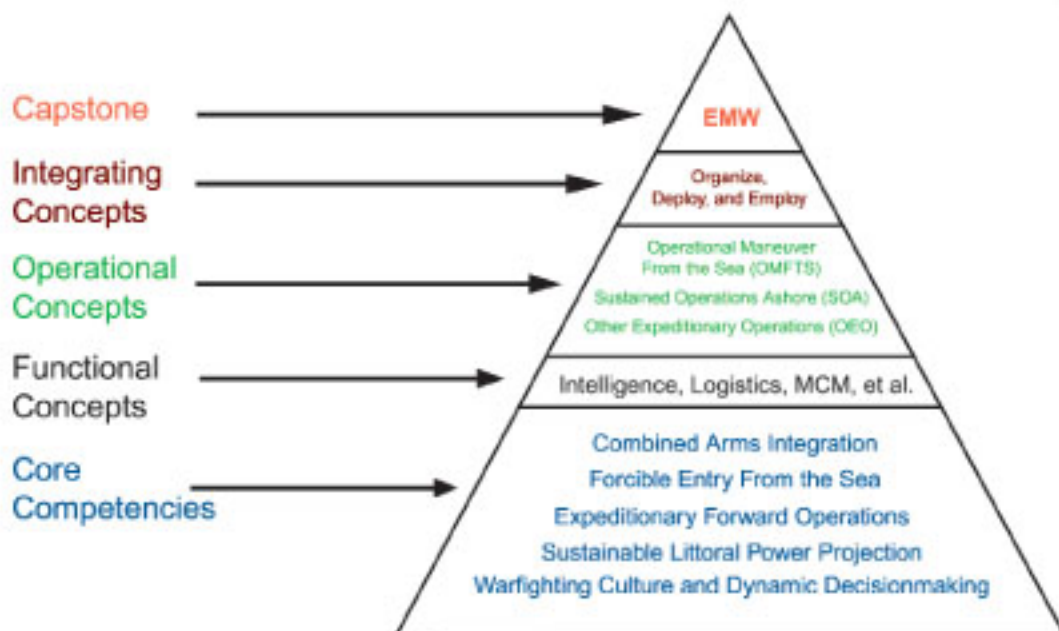 Capstone
EMW
Integrating
Concepts
Organize,
Deploy, and Employ
Operational
Concepts
Operational Maneuver
From the Sea (OMFTS)
Sustained Operations Ashore (SOA)
Other Expeditionary Operations (OEO)
Functional
Concepts
Intelligence, Logistics, MCM, et al.
Core
Competencies
Combined Arms Integration
Forcible Entry From the Sea
Expeditionary Forward Operations
Sustainable Littoral Power Projection
Warfighting Culture and Dynamic Decisionmaking